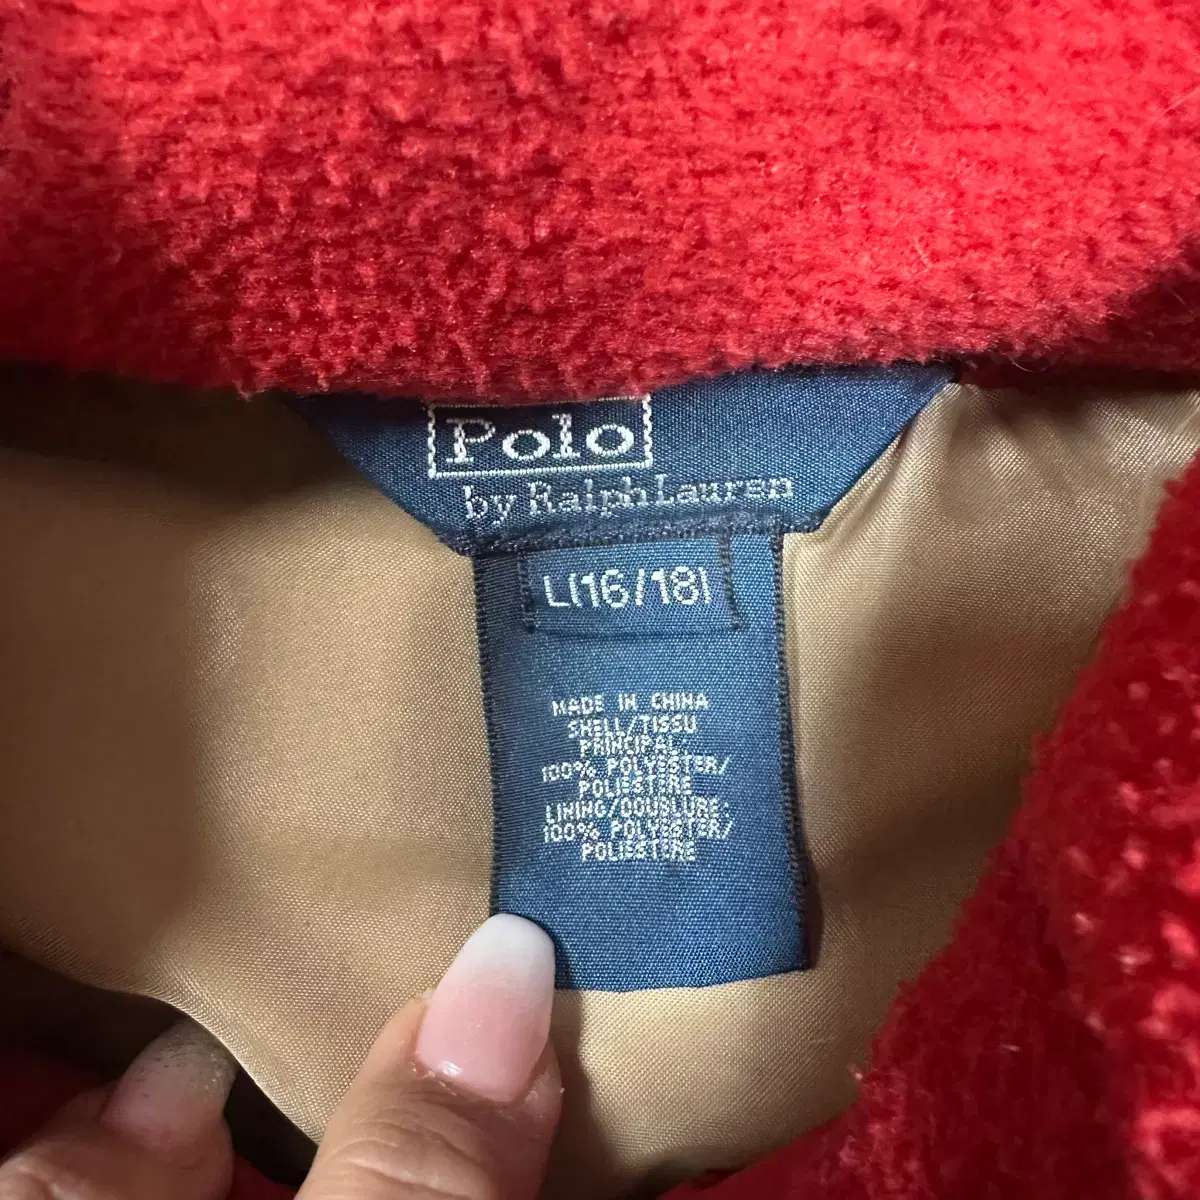 Polo
by Ralph Lauren
L(16/18)
MADE IN CHINA
SHELL/TISSU
PRINCIPAL
100% POLYESTER/
POLIESTERE
LINING/DOUBLURE:
100% POLYESTER/
POLIESTERE